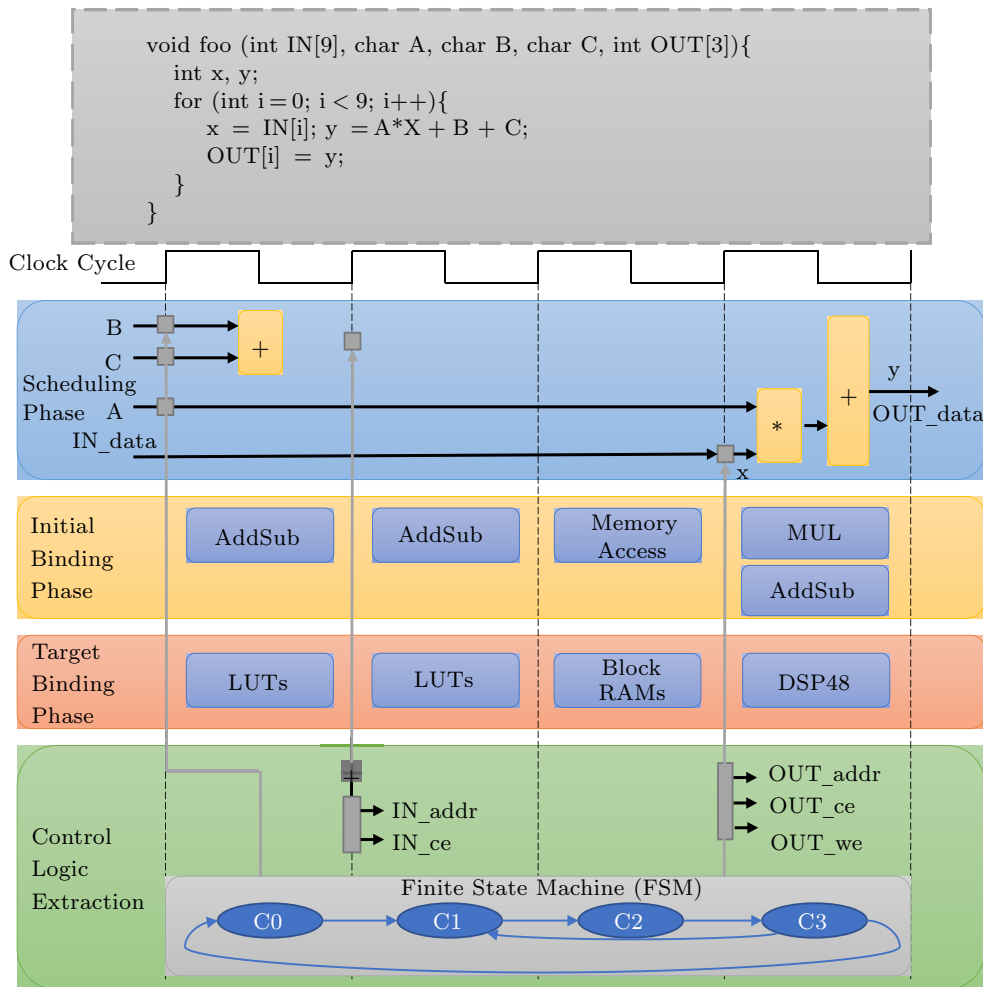 void foo (int IN[9], char A, char B, char C, int OUT[3]){
int x, y;
for (int i = 0; i < 9; i++){
x = IN[i]; y = A*X + B + C;
OUT[i] = y;
}
}
Clock Cycle
B
+
C
Scheduling
Phase
A
IN_data
*
+
x
y
OUT_data
Initial
Binding
Phase
AddSub
AddSub
Memory
Access
MUL
AddSub
Target
Binding
Phase
LUTs
LUTs
Block
RAMs
DSP48
Control
Logic
Extraction
+
IN_addr
IN_ce
OUT_addr
OUT_ce
OUT_we
Finite State Machine (FSM)
C0
C1
C2
C3